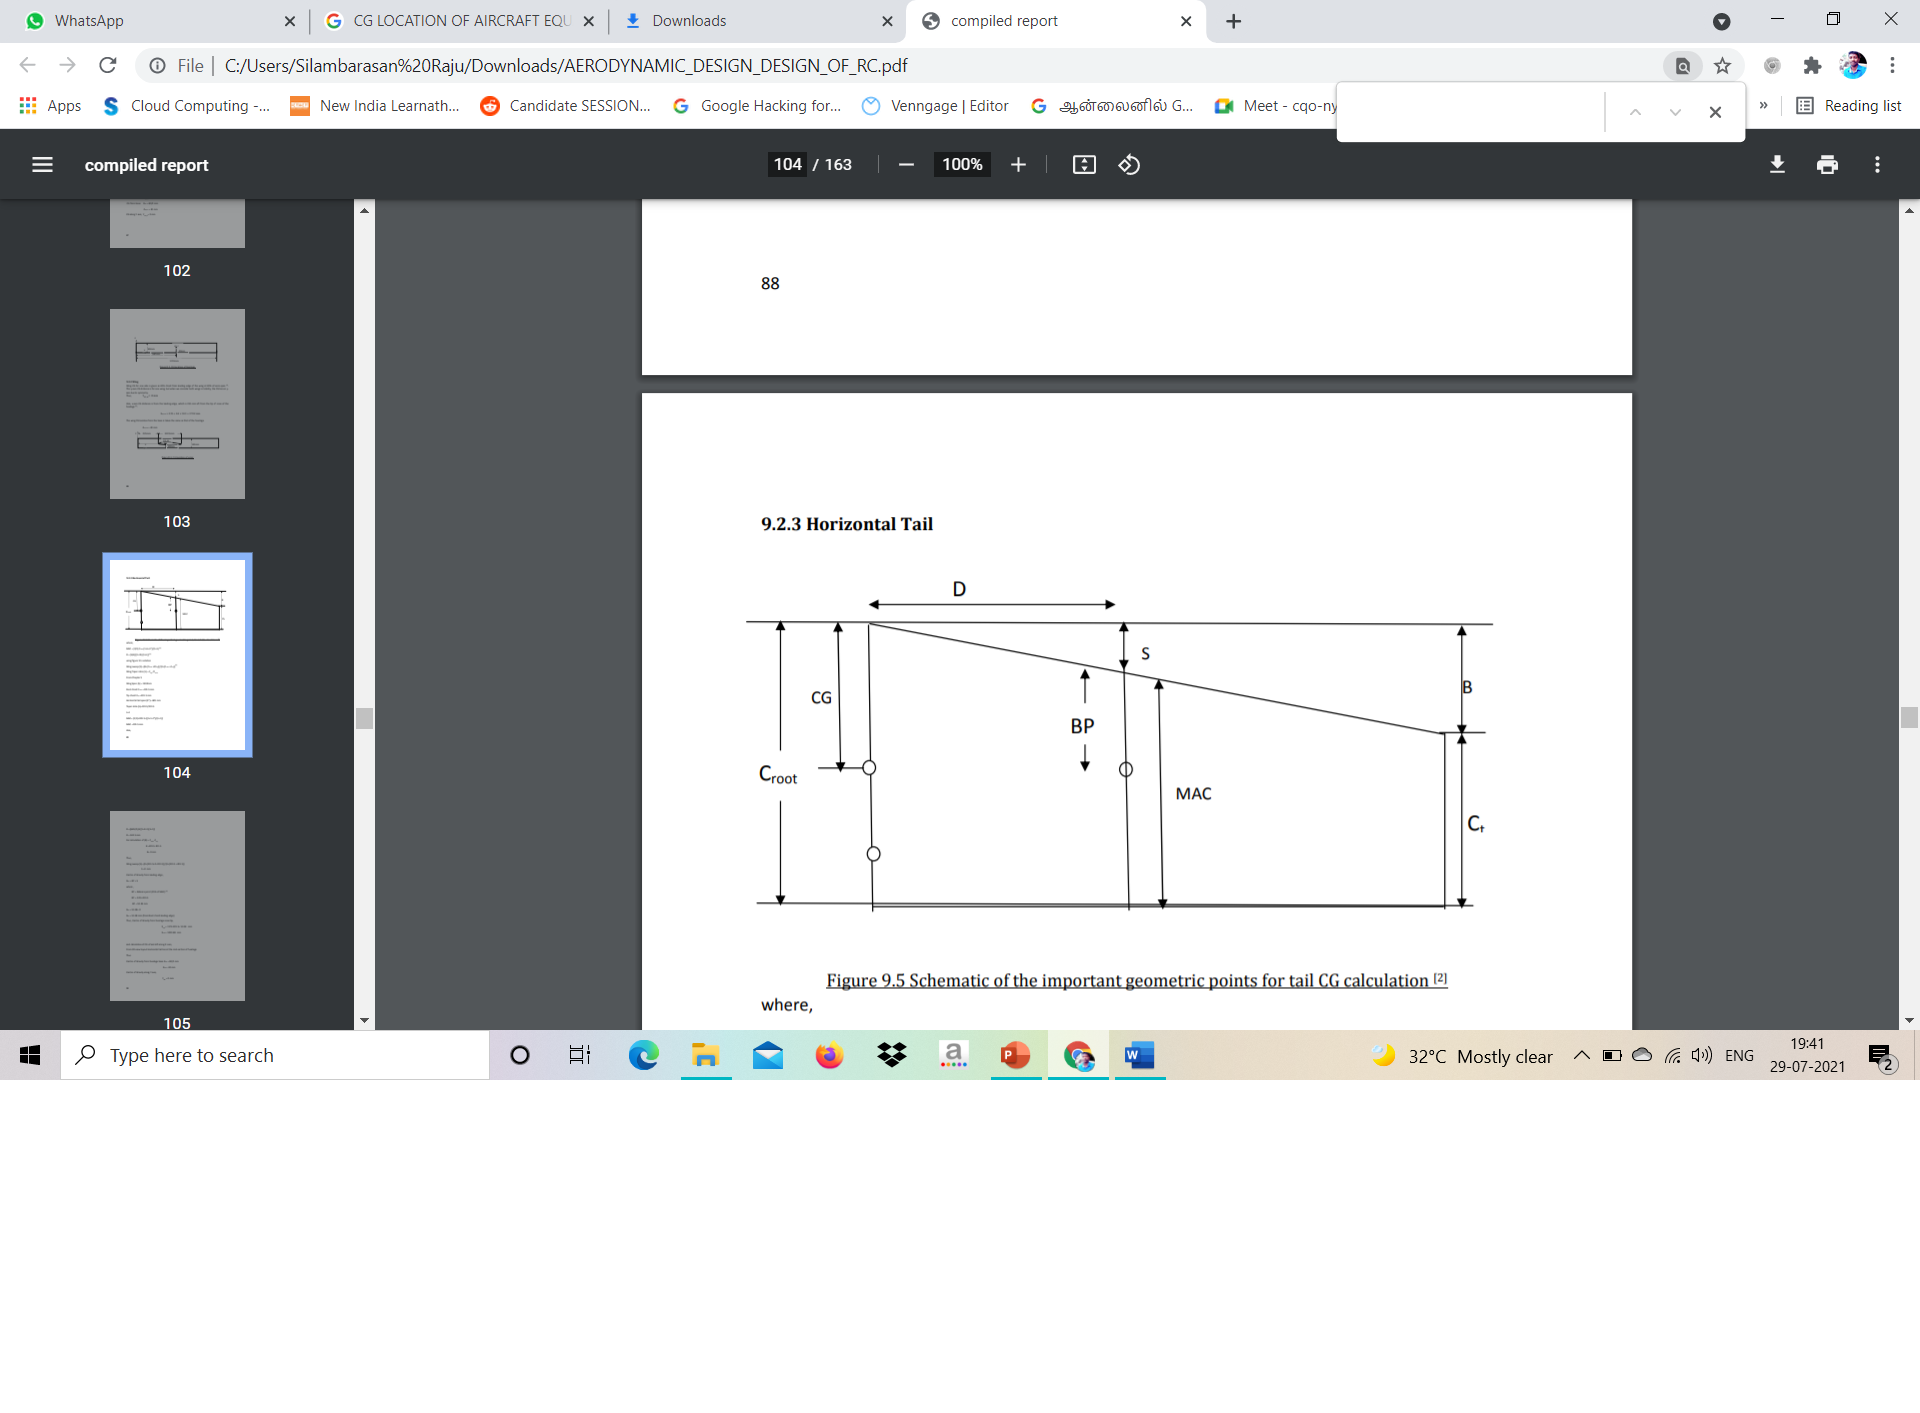 WhatsApp
CG LOCATION OF AIRCRAFT EQU
Downloads
compiled report
File
C:/Users/Silambarasan%20Raju/Downloads/AERODYNAMIC_DESIGN_DESIGN_OF_RC.pdf
Apps
Cloud Computing -...
New India Learnath...
Candidate SESSION...
Google Hacking for...
Venngage | Editor
ஆன்லைனில் G...
Meet - cqo-ny
»
Reading list
compiled report
104 / 163
100%
102
103
104
105
88
9.2.3 Horizontal Tail
D
S
B
CG
BP
Croot
MAC
Ct
Figure 9.5 Schematic of the important geometric points for tail CG calculation [2]
where,
Type here to search
32°C Mostly clear
ENG
19:41
29-07-2021
2